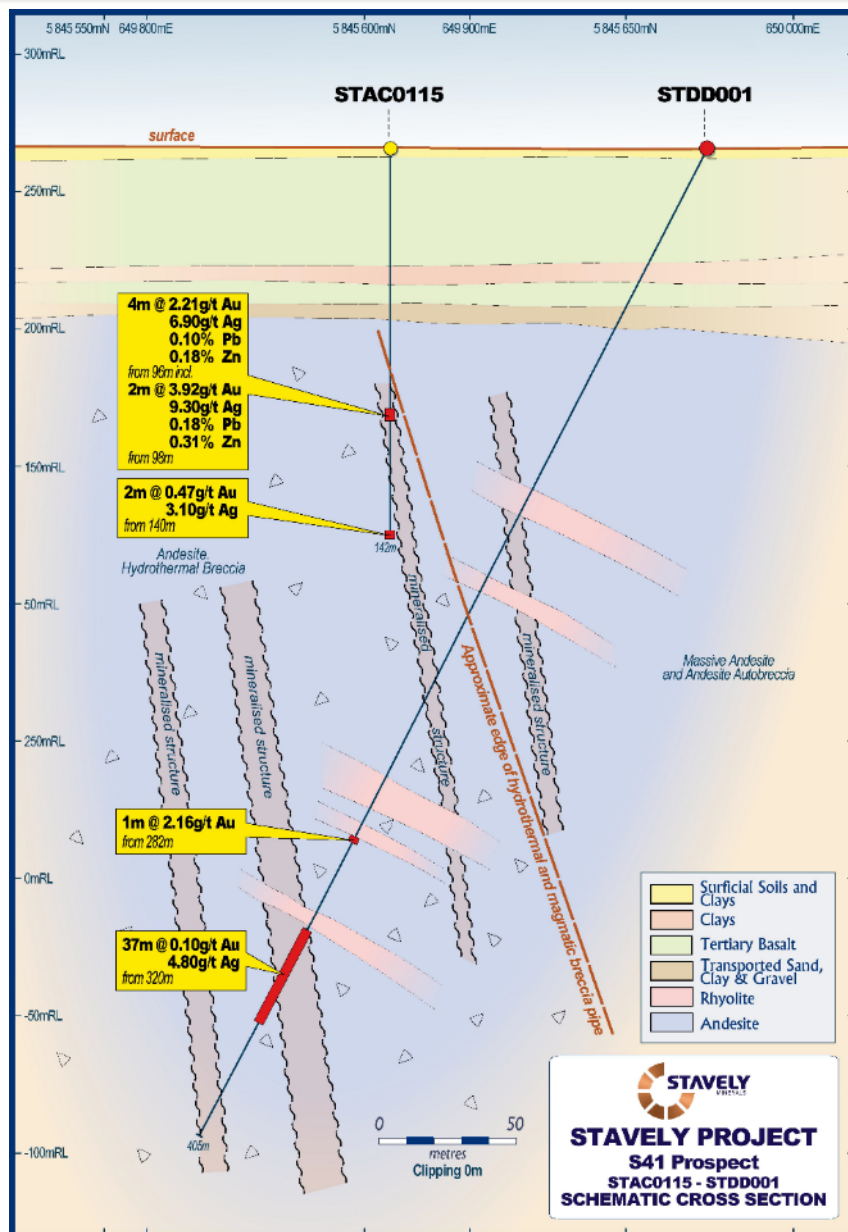 5 845 550mN 649 800mE 5 845 600mN 649 900mE 5 845 650mN 650 000mE
300mRL
STAC0115 STDD001
surface
250mRL
200mRL
4m @ 2.21g/t Au
6.90g/t Ag
0.10% Pb
0.18% Zn
from 96m incl.
2m @ 3.92g/t Au
9.30g/t Ag
0.18% Pb
0.31% Zn
from 98m
150mRL
2m @ 0.47g/t Au
3.10g/t Ag
from 140m
142m
Andesite.
Hydrothermal Breccia
50mRL
mineralised structure
mineralised structure
mineralised structure
mineralised structure
Approximate edge of hydrothermal and magmatic breccia pipe
Massive Andesite
and Andesite Autobreccia
250mRL
1m @ 2.16g/t Au
from 282m
0mRL
37m @ 0.10g/t Au
4.80g/t Ag
from 320m
-50mRL
-100mRL
405m
0 50
metres
Clipping 0m
Surficial Soils and
Clays
Clays
Tertiary Basalt
Transported Sand,
Clay & Gravel
Rhyolite
Andesite
STAVELY
MINERALS
STAVELY PROJECT
S41 Prospect
STAC0115 - STDD001
SCHEMATIC CROSS SECTION